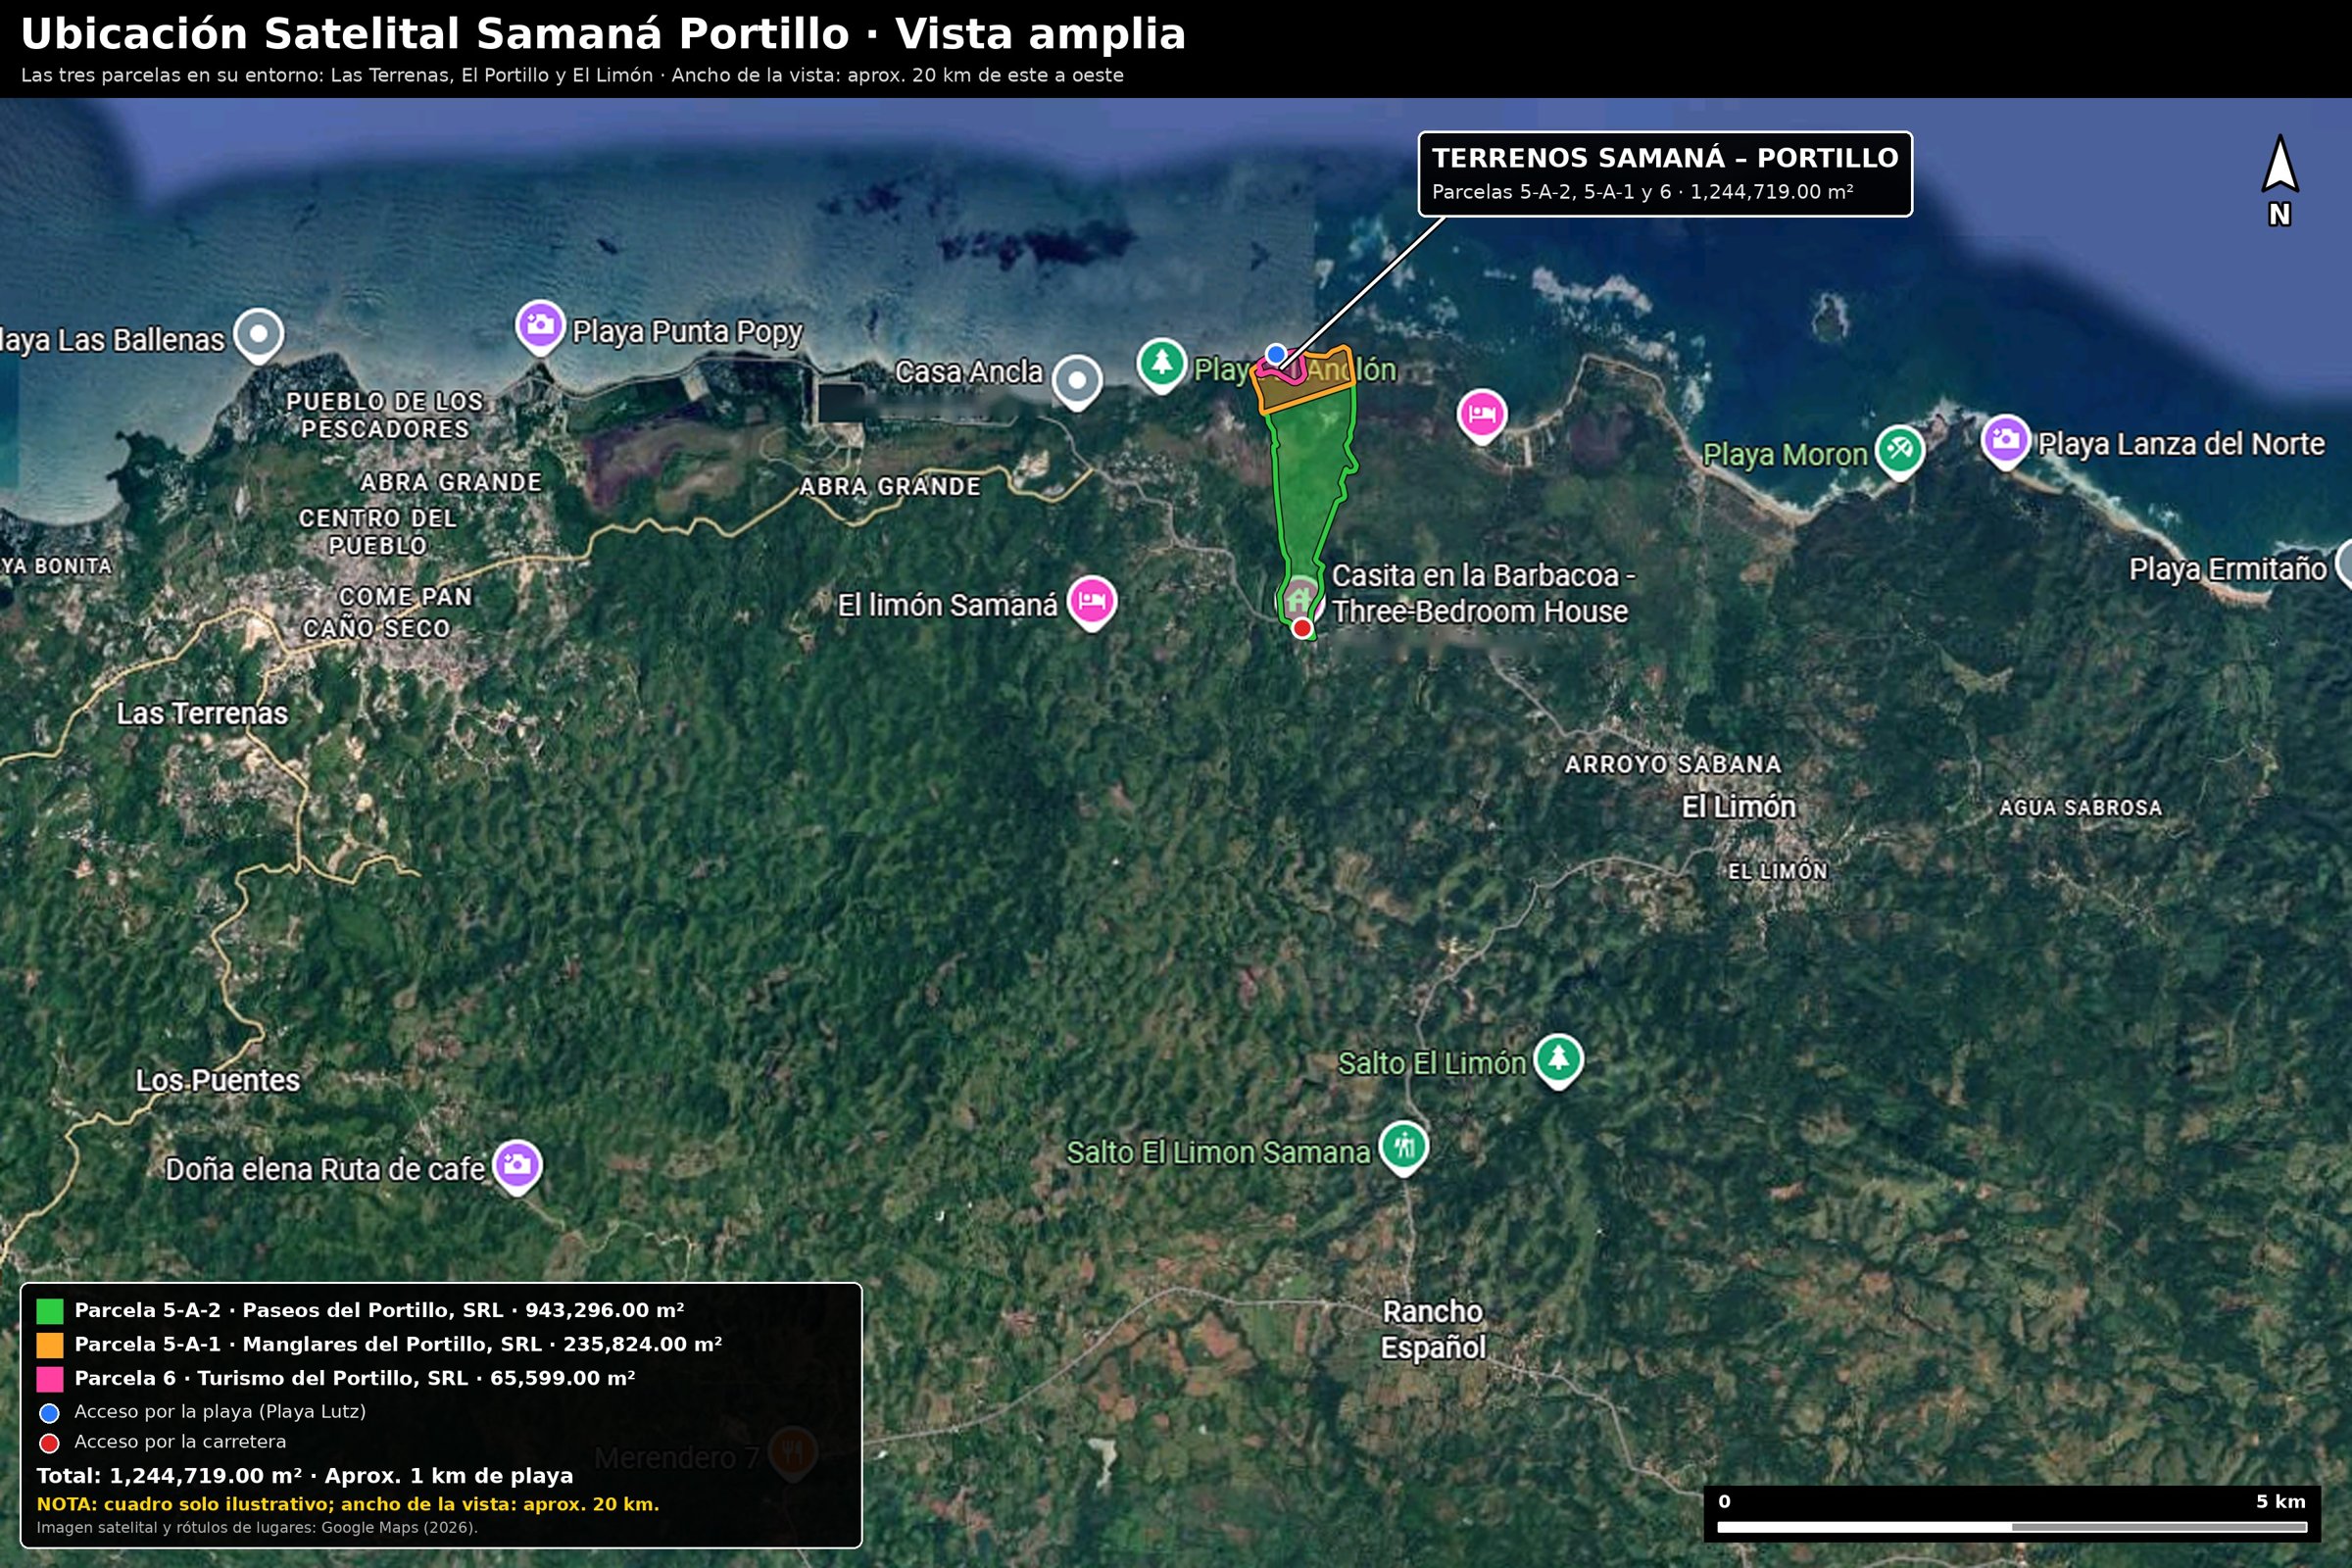 Ubicación Satelital Samaná Portillo · Vista amplia
Las tres parcelas en su entorno: Las Terrenas, El Portillo y El Limón · Ancho de la vista: aprox. 20 km de este a oeste
TERRENOS SAMANÁ – PORTILLO
Parcelas 5-A-2, 5-A-1 y 6 · 1,244,719.00 m²
N
laya Las Ballenas
Playa Punta Popy
Casa Ancla
Playa El Anclón
PUEBLO DE LOS
PESCADORES
ABRA GRANDE
ABRA GRANDE
CENTRO DEL
PUEBLO
Playa Moron
Playa Lanza del Norte
YA BONITA
COME PAN
CAÑO SECO
El limón Samaná
Casita en la Barbacoa -
Three-Bedroom House
Playa Ermitaño
Las Terrenas
ARROYO SABANA
El Limón
AGUA SABROSA
EL LIMÓN
Los Puentes
Salto El Limón
Salto El Limon Samana
Doña elena Ruta de cafe
Rancho
Español
Parcela 5-A-2 · Paseos del Portillo, SRL · 943,296.00 m²
Parcela 5-A-1 · Manglares del Portillo, SRL · 235,824.00 m²
Parcela 6 · Turismo del Portillo, SRL · 65,599.00 m²
Acceso por la playa (Playa Lutz)
Acceso por la carretera
Merendero 7
Total: 1,244,719.00 m² · Aprox. 1 km de playa
NOTA: cuadro solo ilustrativo; ancho de la vista: aprox. 20 km.
Imagen satelital y rótulos de lugares: Google Maps (2026).
0 5 km